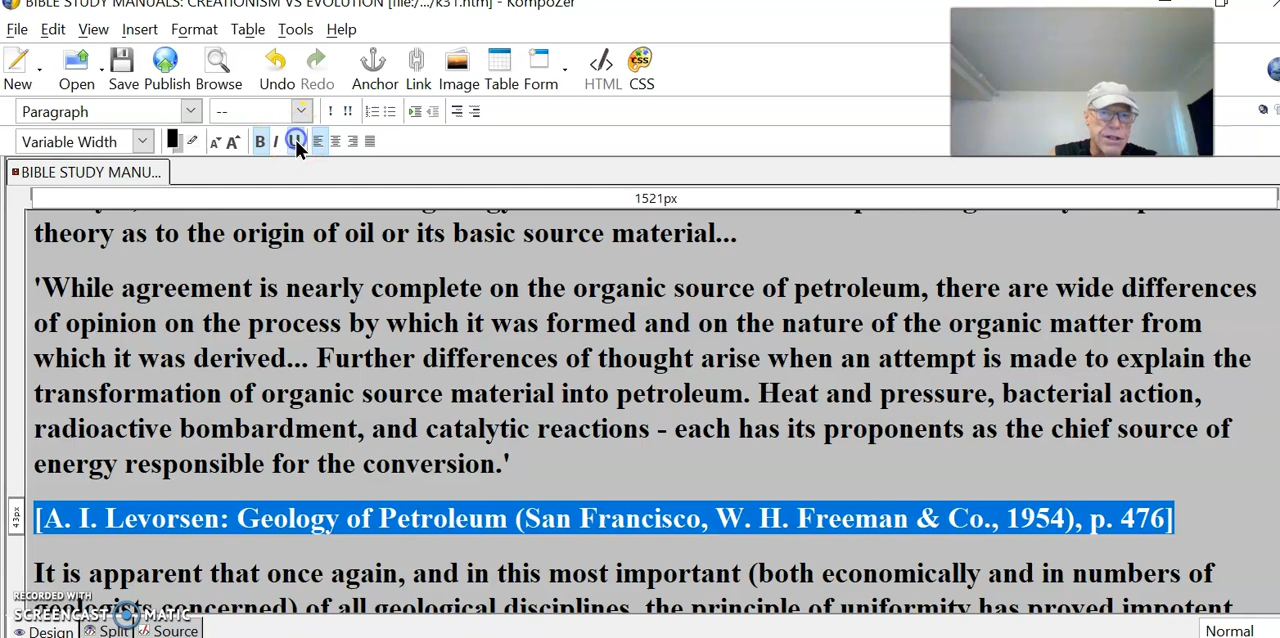 BIBLE STUDY MANUALS: CREATIONISM VS EVOLUTION [file:/.../k31.htm] - KompoZer
File Edit View Insert Format Table Tools Help
New Open Save Publish Browse Undo Redo Anchor Link Image Table Form HTML CSS
Paragraph --
Variable Width B I U
BIBLE STUDY MANU...
1521px
theory as to the origin of oil or its basic source material...
'While agreement is nearly complete on the organic source of petroleum, there are wide differences
of opinion on the process by which it was formed and on the nature of the organic matter from
which it was derived... Further differences of thought arise when an attempt is made to explain the
transformation of organic source material into petroleum. Heat and pressure, bacterial action,
radioactive bombardment, and catalytic reactions - each has its proponents as the chief source of
energy responsible for the conversion.'
43px
[A. I. Levorsen: Geology of Petroleum (San Francisco, W. H. Freeman & Co., 1954), p. 476]
It is apparent that once again, and in this most important (both economically and in numbers of
concerned) of all geological disciplines, the principle of uniformity has proved impotent
RECORDED WITH
SCREENCAST MATIC
Design Split Source
Normal